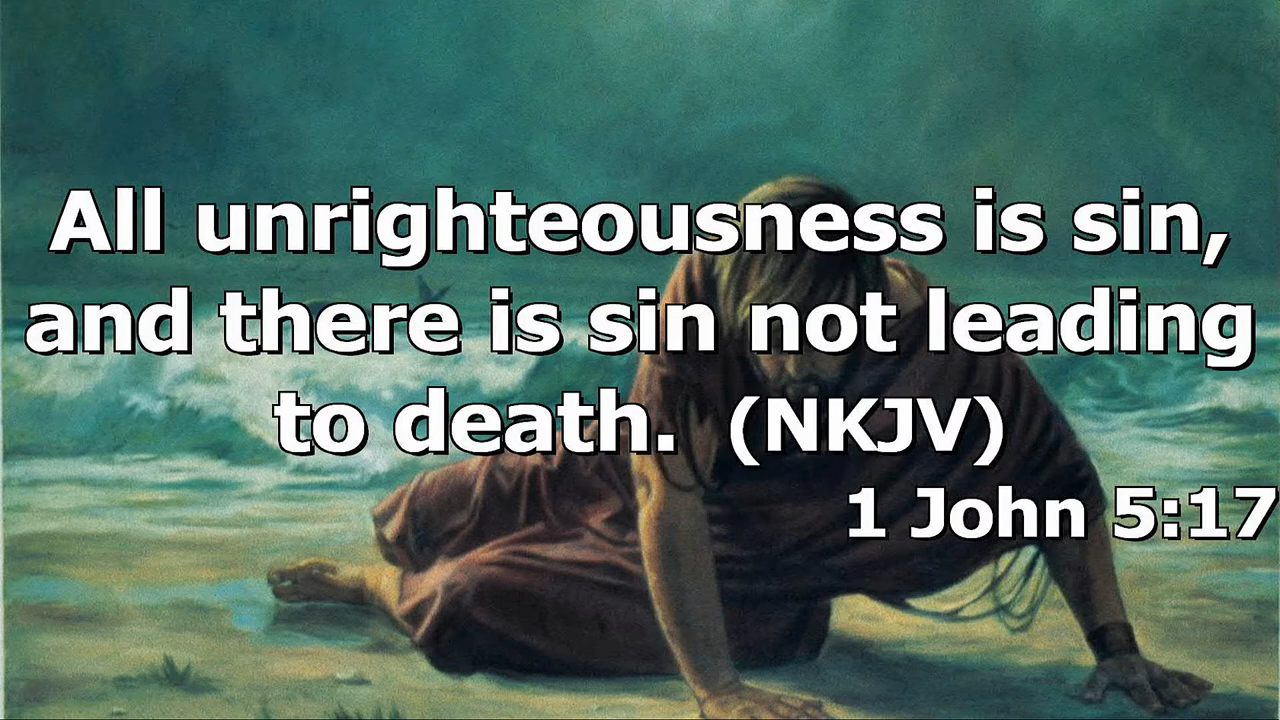 All unrighteousness is sin,
and there is sin not leading
to death. (NKJV)
1 John 5:17